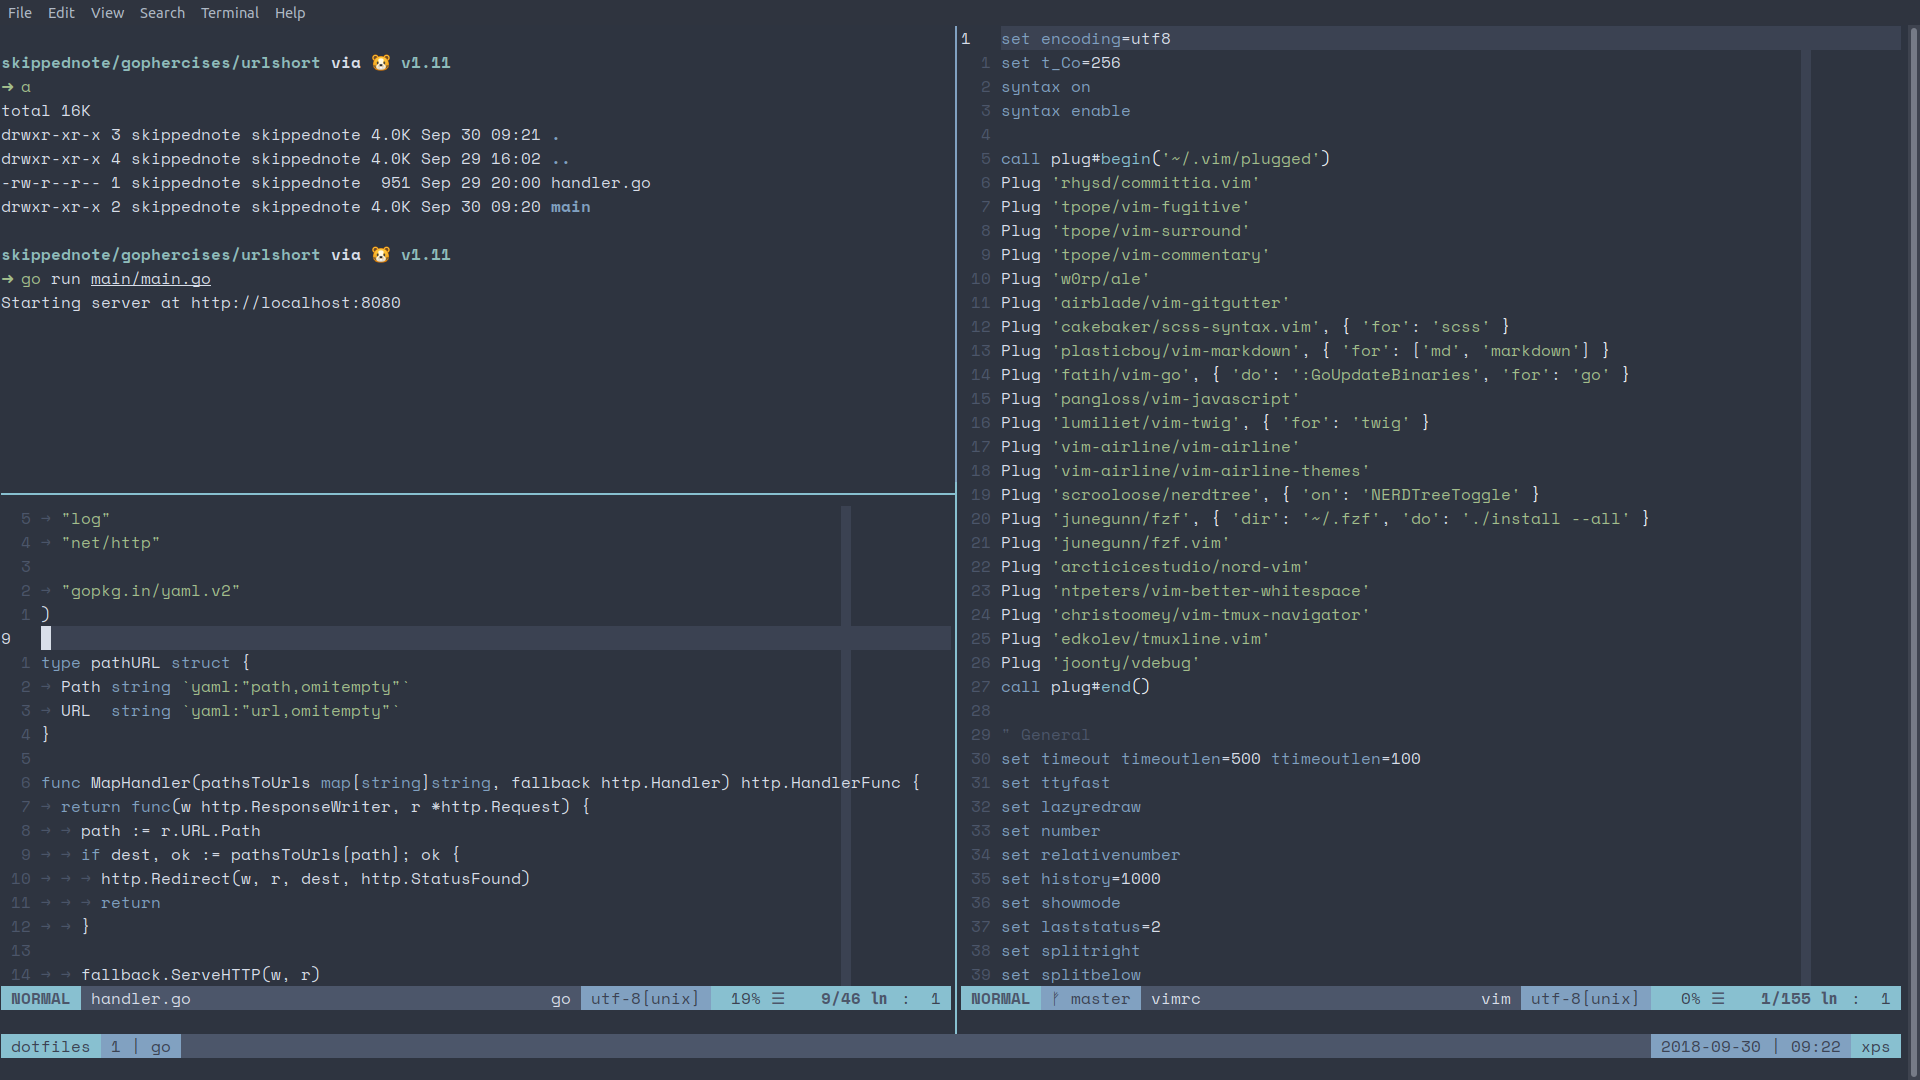 File Edit View Search Terminal Help
skippednote/gophercises/urlshort via 🐹 v1.11
➜ a
total 16K
drwxr-xr-x 3 skippednote skippednote 4.0K Sep 30 09:21 .
drwxr-xr-x 4 skippednote skippednote 4.0K Sep 29 16:02 ..
-rw-r--r-- 1 skippednote skippednote  951 Sep 29 20:00 handler.go
drwxr-xr-x 2 skippednote skippednote 4.0K Sep 30 09:20 main
skippednote/gophercises/urlshort via 🐹 v1.11
➜ go run main/main.go
Starting server at http://localhost:8080
5 → "log"
4 → "net/http"
3
2 → "gopkg.in/yaml.v2"
1 )
9
1 type pathURL struct {
2 → Path string `yaml:"path,omitempty"`
3 → URL  string `yaml:"url,omitempty"`
4 }
5
6 func MapHandler(pathsToUrls map[string]string, fallback http.Handler) http.HandlerFunc {
7 → return func(w http.ResponseWriter, r *http.Request) {
8 → → path := r.URL.Path
9 → → if dest, ok := pathsToUrls[path]; ok {
10 → → → http.Redirect(w, r, dest, http.StatusFound)
11 → → → return
12 → → }
13
14 → → fallback.ServeHTTP(w, r)
NORMAL handler.go go utf-8[unix] 19% ☰ 9/46 ln : 1
1 set encoding=utf8
1 set t_Co=256
2 syntax on
3 syntax enable
4
5 call plug#begin('~/.vim/plugged')
6 Plug 'rhysd/committia.vim'
7 Plug 'tpope/vim-fugitive'
8 Plug 'tpope/vim-surround'
9 Plug 'tpope/vim-commentary'
10 Plug 'w0rp/ale'
11 Plug 'airblade/vim-gitgutter'
12 Plug 'cakebaker/scss-syntax.vim', { 'for': 'scss' }
13 Plug 'plasticboy/vim-markdown', { 'for': ['md', 'markdown'] }
14 Plug 'fatih/vim-go', { 'do': ':GoUpdateBinaries', 'for': 'go' }
15 Plug 'pangloss/vim-javascript'
16 Plug 'lumiliet/vim-twig', { 'for': 'twig' }
17 Plug 'vim-airline/vim-airline'
18 Plug 'vim-airline/vim-airline-themes'
19 Plug 'scrooloose/nerdtree', { 'on': 'NERDTreeToggle' }
20 Plug 'junegunn/fzf', { 'dir': '~/.fzf', 'do': './install --all' }
21 Plug 'junegunn/fzf.vim'
22 Plug 'arcticicestudio/nord-vim'
23 Plug 'ntpeters/vim-better-whitespace'
24 Plug 'christoomey/vim-tmux-navigator'
25 Plug 'edkolev/tmuxline.vim'
26 Plug 'joonty/vdebug'
27 call plug#end()
28
29 " General
30 set timeout timeoutlen=500 ttimeoutlen=100
31 set ttyfast
32 set lazyredraw
33 set number
34 set relativenumber
35 set history=1000
36 set showmode
37 set laststatus=2
38 set splitright
39 set splitbelow
NORMAL ᚠ master vimrc vim utf-8[unix] 0% ☰ 1/155 ln : 1
dotfiles 1 | go 2018-09-30 | 09:22 xps